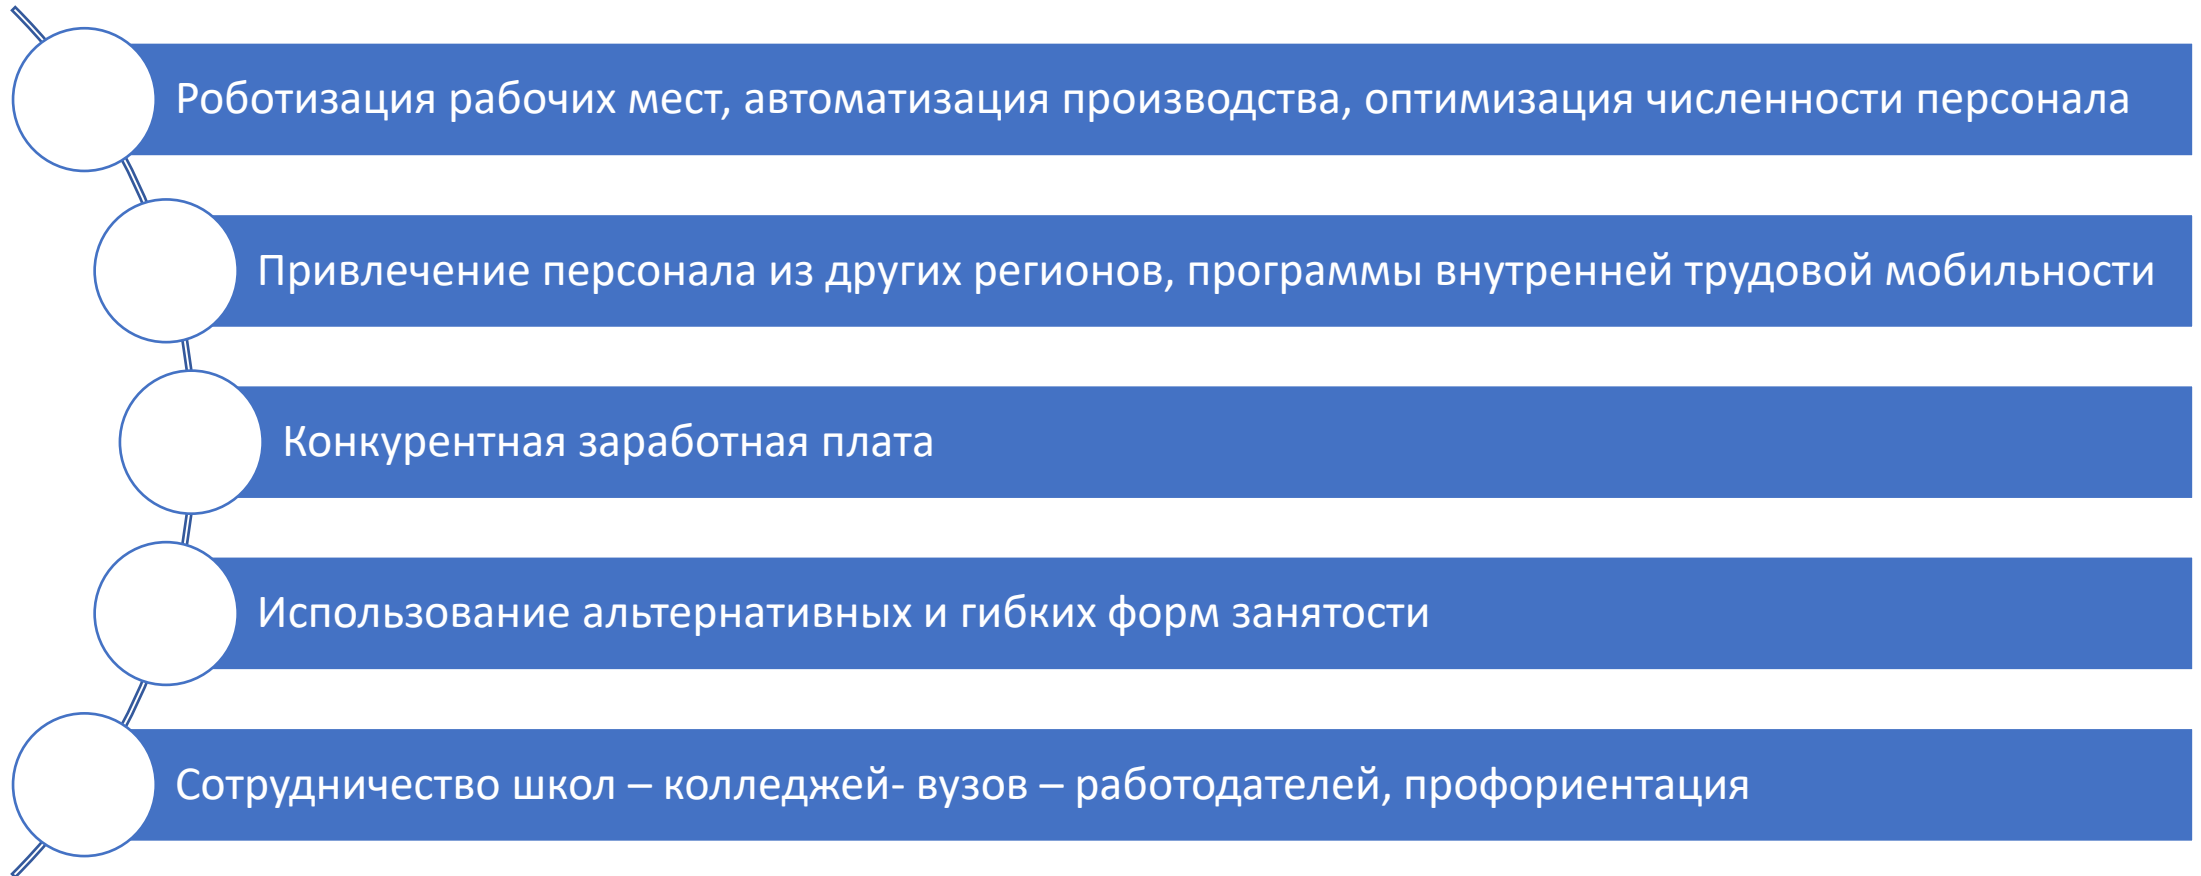 Роботизация рабочих мест, автоматизация производства, оптимизация численности персонала
Привлечение персонала из других регионов, программы внутренней трудовой мобильности
Конкурентная заработная плата
Использование альтернативных и гибких форм занятости
Сотрудничество школ – колледжей- вузов – работодателей, профориентация